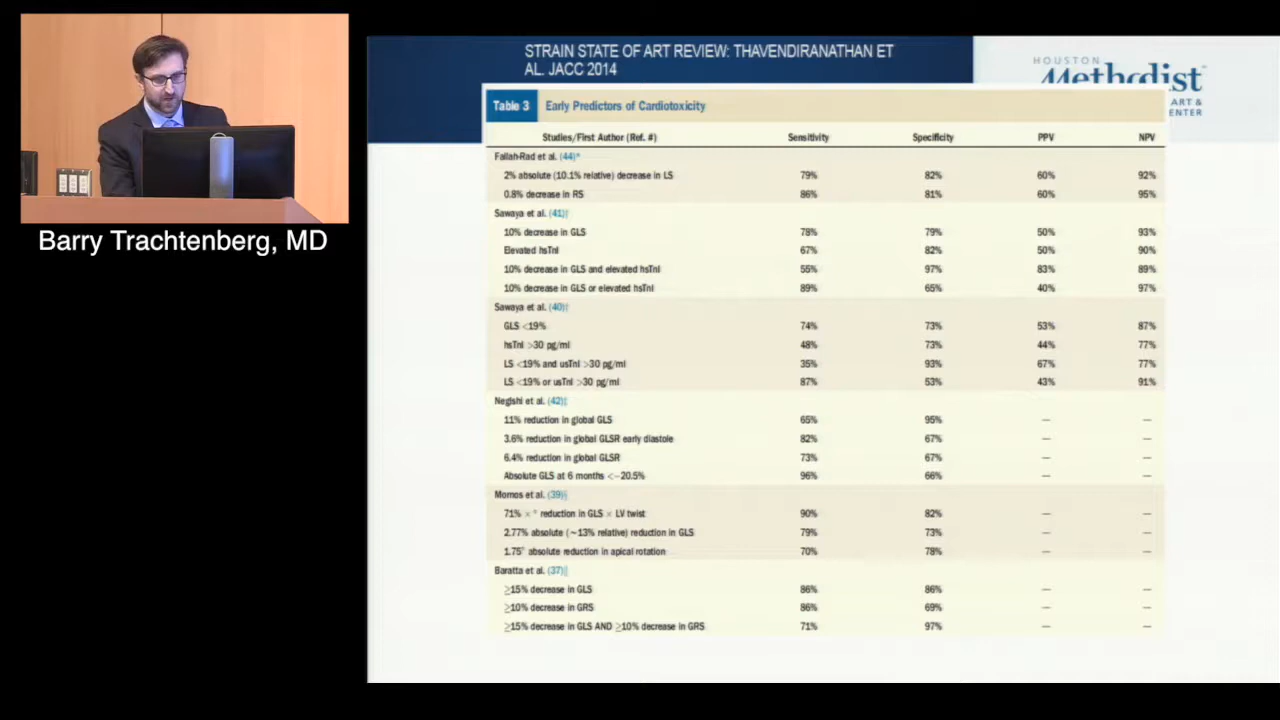 STRAIN STATE OF ART REVIEW: THAVENDIRANATHAN ET
AL. JACC 2014
HOUSTON
Methodist
ART &
ENTER
Barry Trachtenberg, MD
Table 3 Early Predictors of Cardiotoxicity
Studies/First Author (Ref. #) Sensitivity Specificity PPV NPV
Fallah-Rad et al. (44)*
2% absolute (10.1% relative) decrease in LS 79% 82% 60% 92%
0.8% decrease in RS 86% 81% 60% 95%
Sawaya et al. (41)†
10% decrease in GLS 78% 79% 50% 93%
Elevated hsTnI 67% 82% 50% 90%
10% decrease in GLS and elevated hsTnI 55% 97% 83% 89%
10% decrease in GLS or elevated hsTnI 89% 65% 40% 97%
Sawaya et al. (40)†
GLS <19% 74% 73% 53% 87%
hsTnI >30 pg/ml 48% 73% 44% 77%
LS <19% and usTnI >30 pg/ml 35% 93% 67% 77%
LS <19% or usTnI >30 pg/ml 87% 53% 43% 91%
Negishi et al. (42)‡
11% reduction in global GLS 65% 95% — —
3.6% reduction in global GLSR early diastole 82% 67% — —
6.4% reduction in global GLSR 73% 67% — —
Absolute GLS at 6 months <−20.5% 96% 66% — —
Mornos et al. (39)§
71% × ° reduction in GLS × LV twist 90% 82% — —
2.77% absolute (~13% relative) reduction in GLS 79% 73% — —
1.75° absolute reduction in apical rotation 70% 78% — —
Baratta et al. (37)||
≥15% decrease in GLS 86% 86% — —
≥10% decrease in GRS 86% 69% — —
≥15% decrease in GLS AND ≥10% decrease in GRS 71% 97% — —